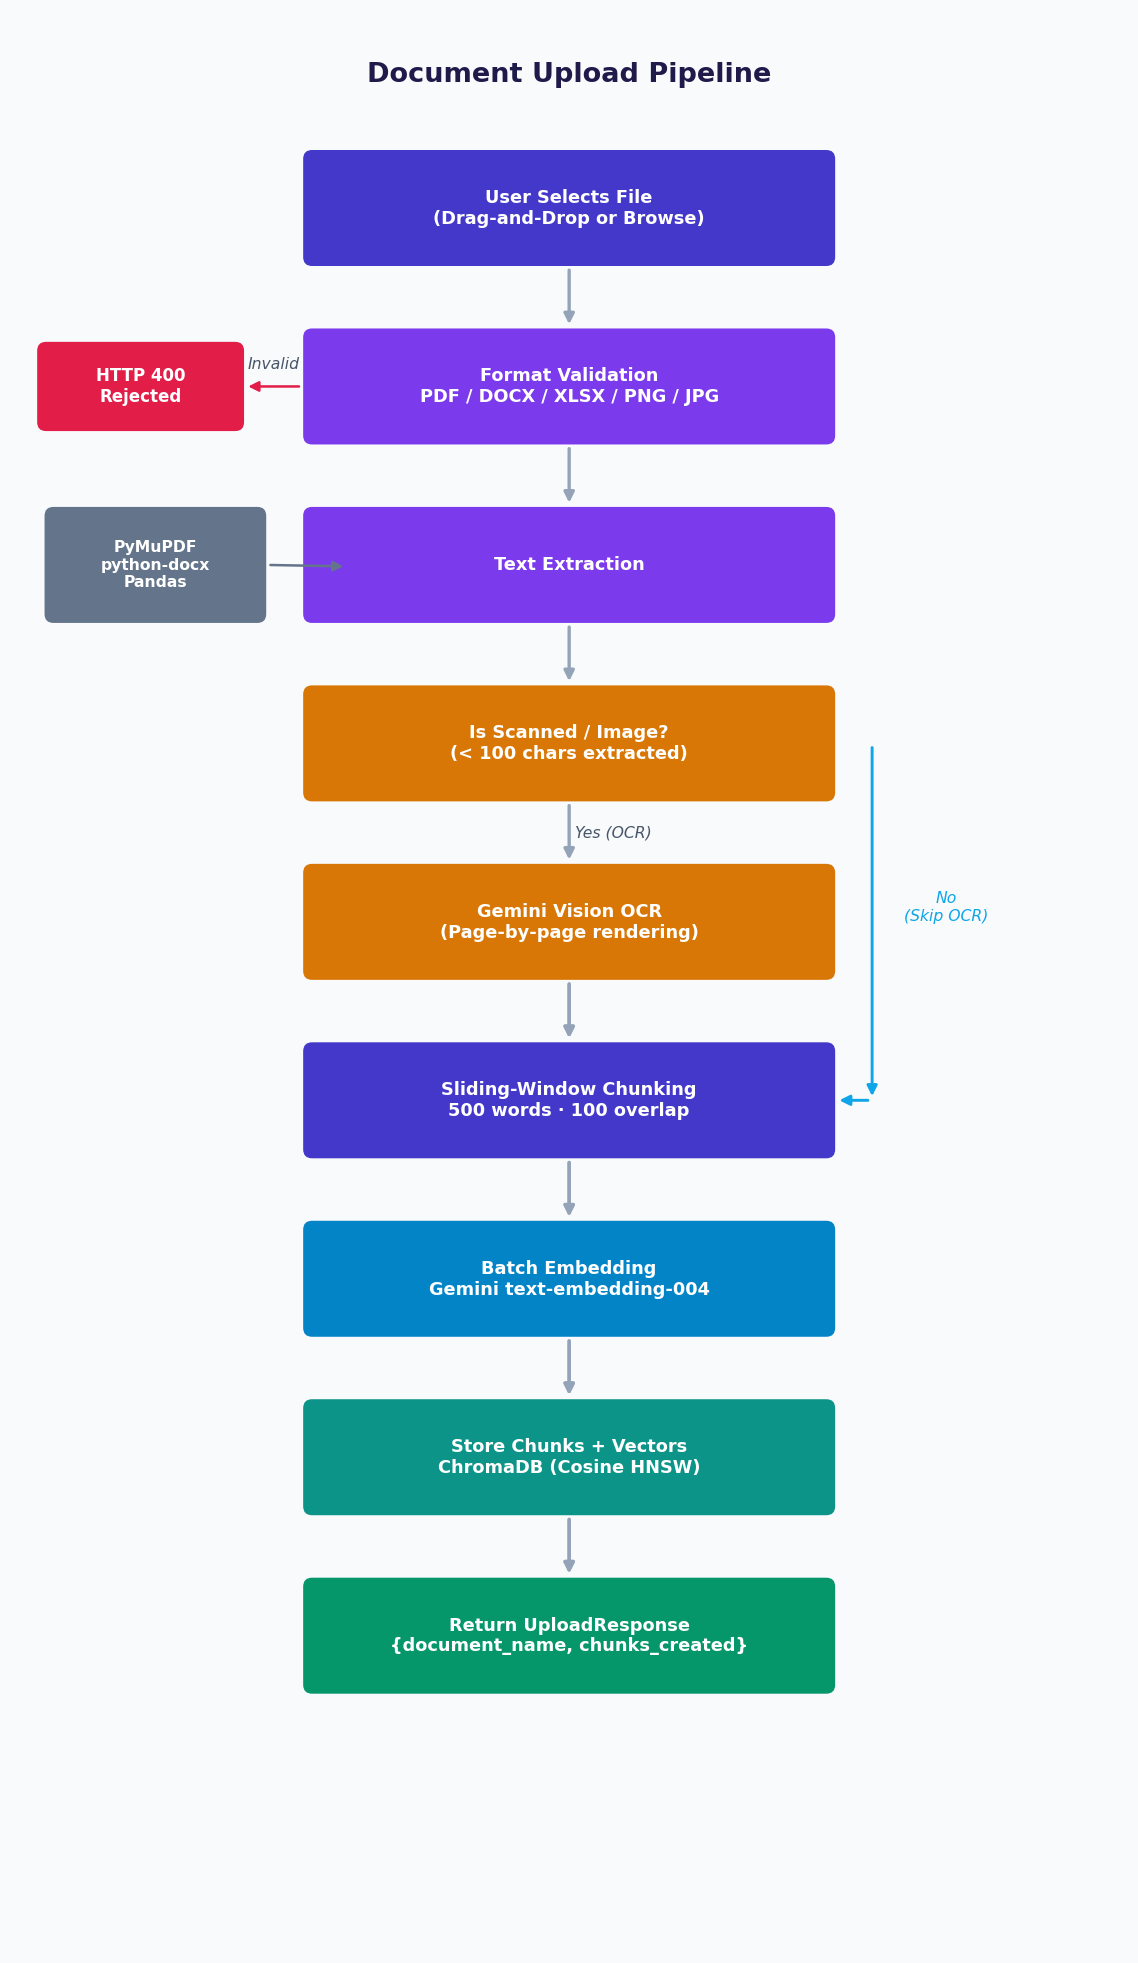 Document Upload Pipeline
User Selects File
(Drag-and-Drop or Browse)
HTTP 400
Rejected
Invalid
Format Validation
PDF / DOCX / XLSX / PNG / JPG
PyMuPDF
python-docx
Pandas
Text Extraction
Is Scanned / Image?
(< 100 chars extracted)
Yes (OCR)
No
(Skip OCR)
Gemini Vision OCR
(Page-by-page rendering)
Sliding-Window Chunking
500 words · 100 overlap
Batch Embedding
Gemini text-embedding-004
Store Chunks + Vectors
ChromaDB (Cosine HNSW)
Return UploadResponse
{document_name, chunks_created}